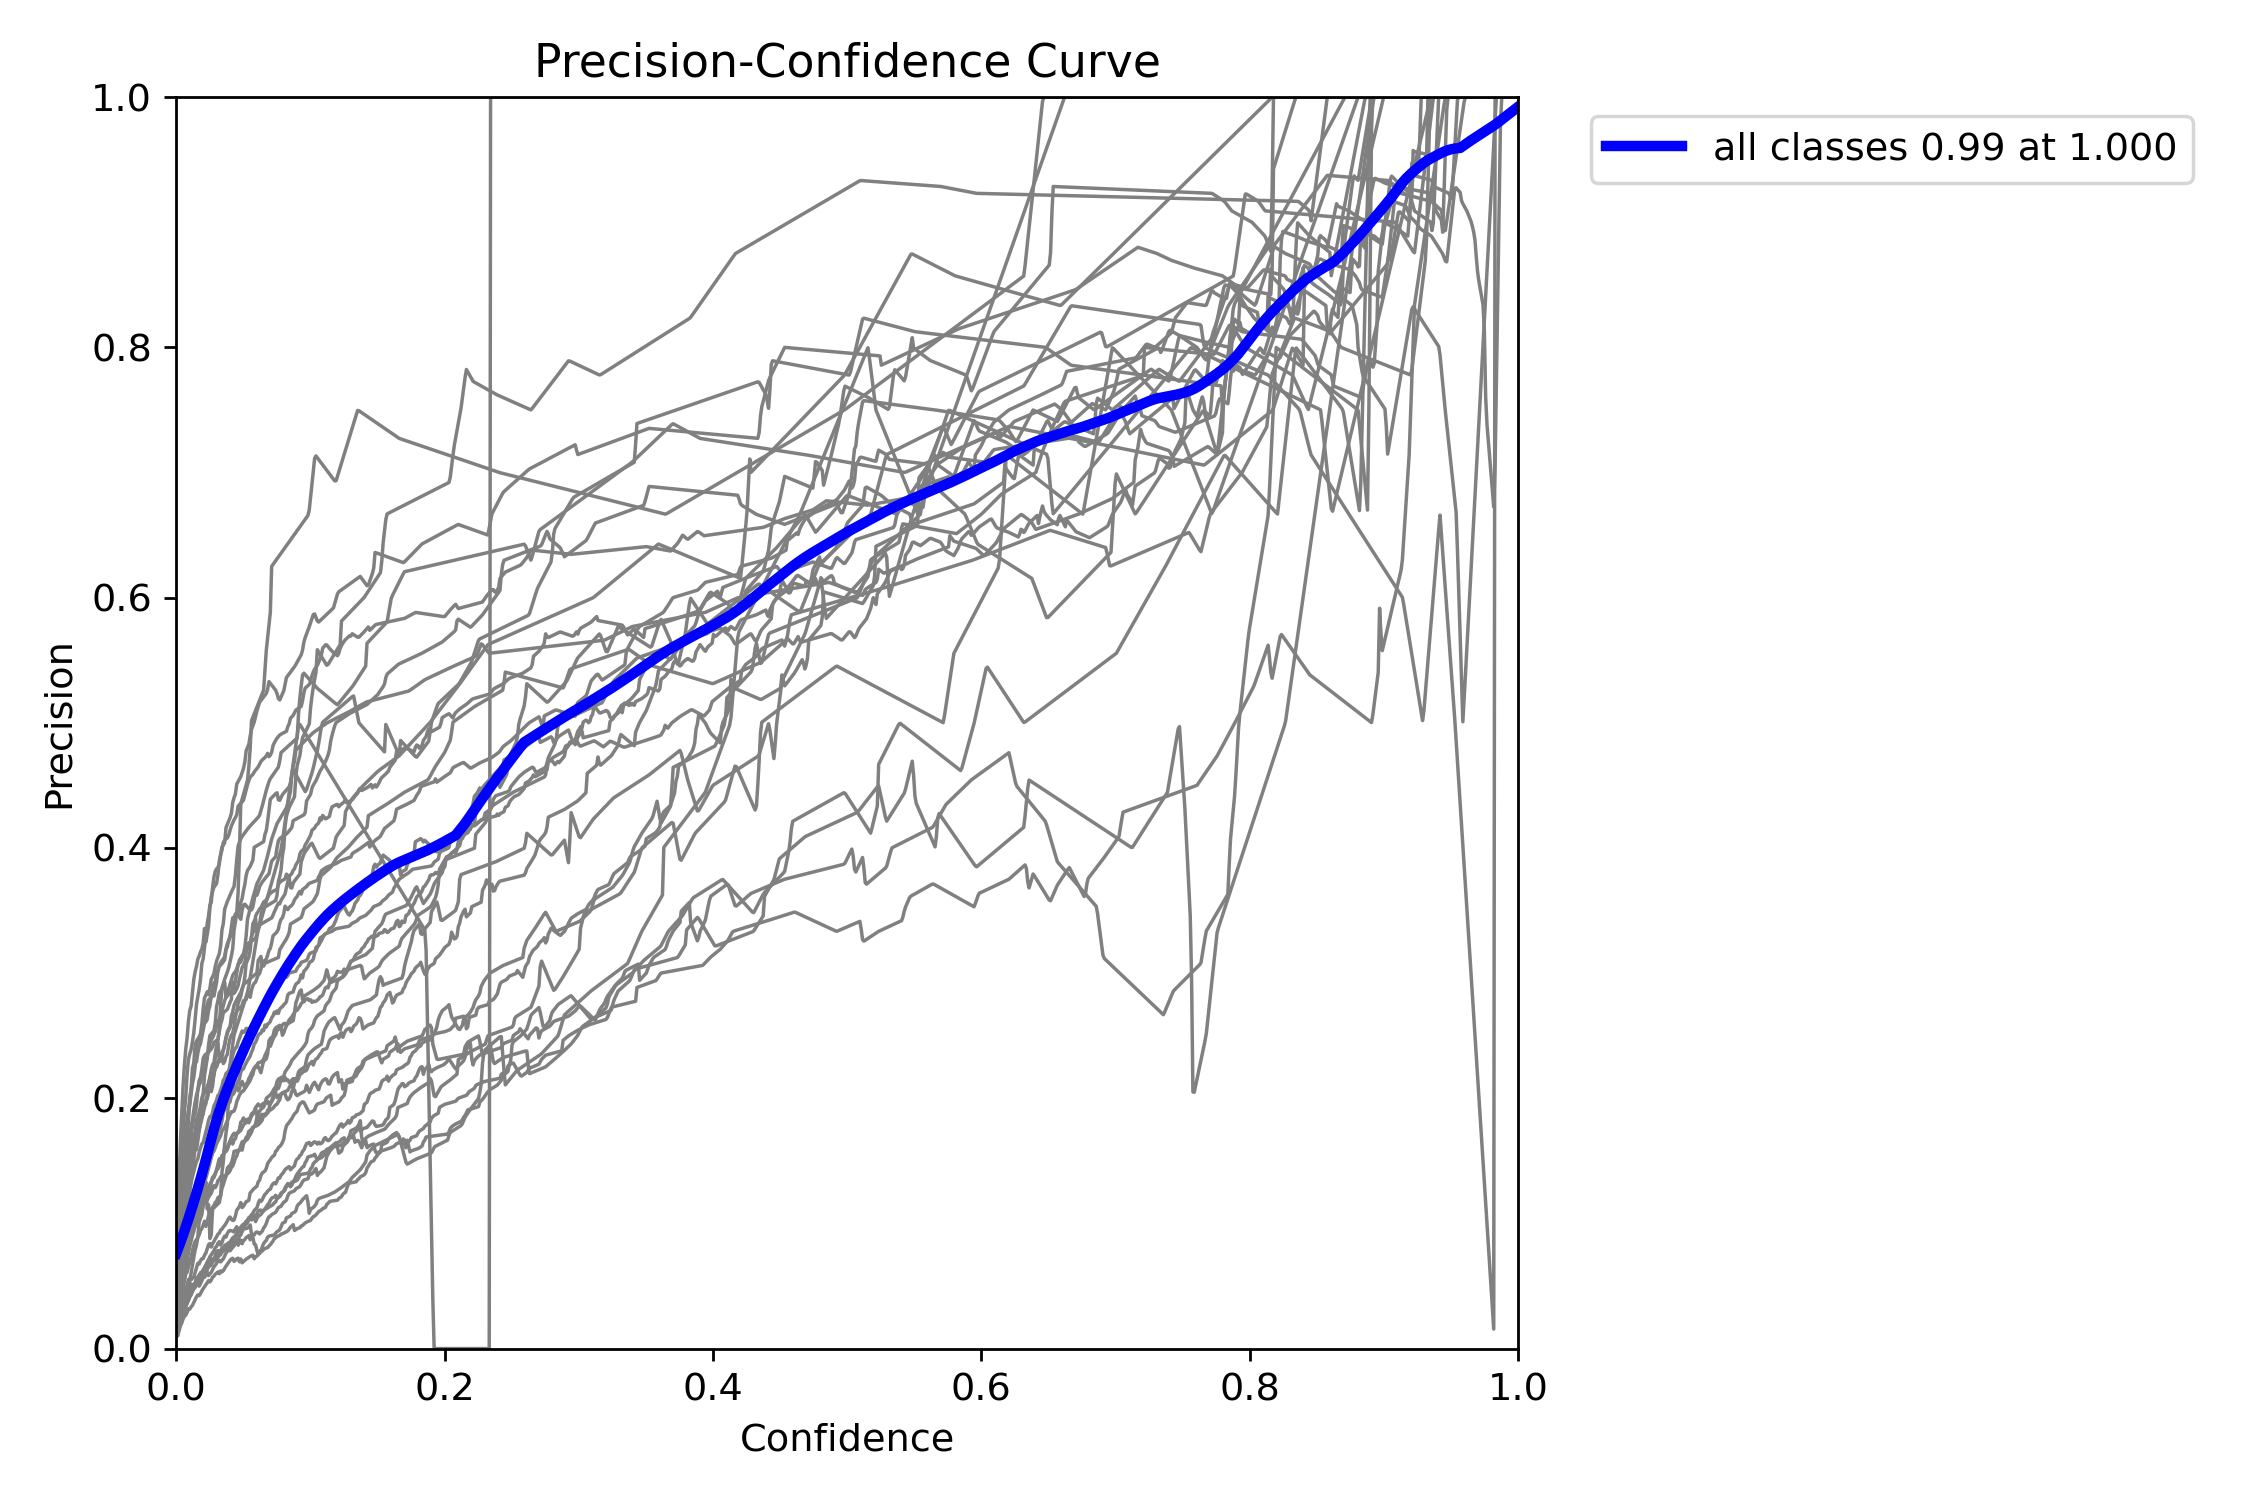 Precision-Confidence Curve
all classes 0.99 at 1.000
Precision
1.0
0.8
0.6
0.4
0.2
0.0
0.0 0.2 0.4 0.6 0.8 1.0
Confidence